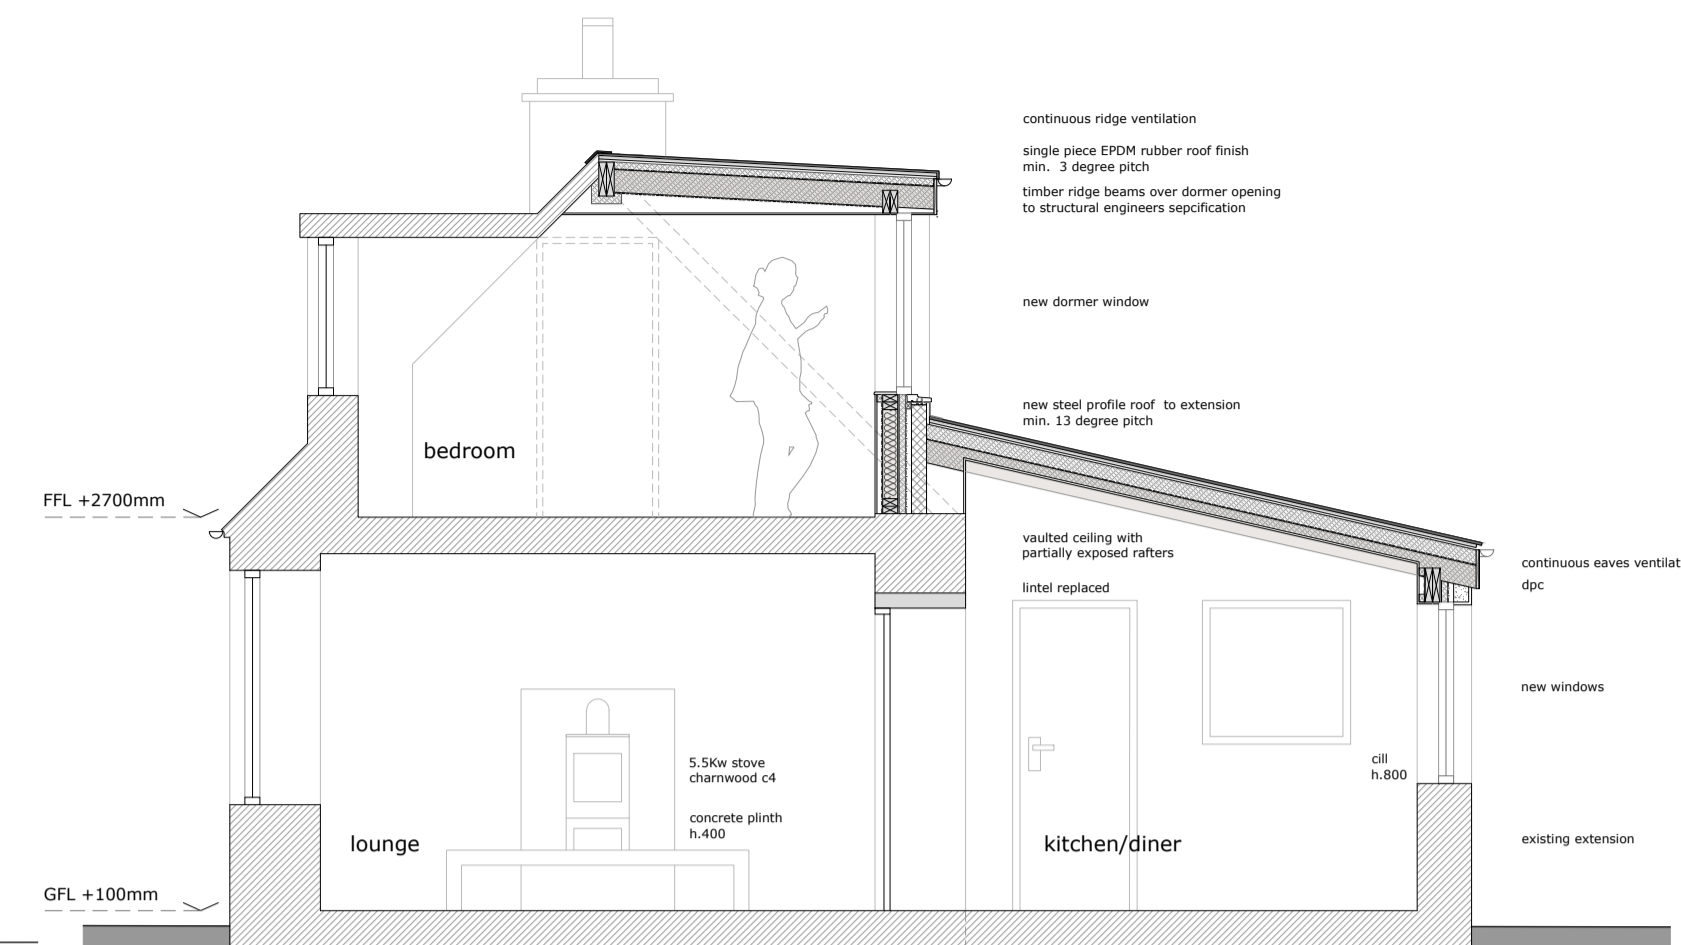 continuous ridge ventilation
single piece EPDM rubber roof finish
min. 3 degree pitch
timber ridge beams over dormer opening
to structural engineers sepcification
new dormer window
new steel profile roof to extension
min. 13 degree pitch
bedroom
FFL +2700mm
vaulted ceiling with
partially exposed rafters
lintel replaced
continuous eaves ventilat
dpc
new windows
5.5Kw stove
charnwood c4
cill
h.800
concrete plinth
h.400
lounge
kitchen/diner
existing extension
GFL +100mm